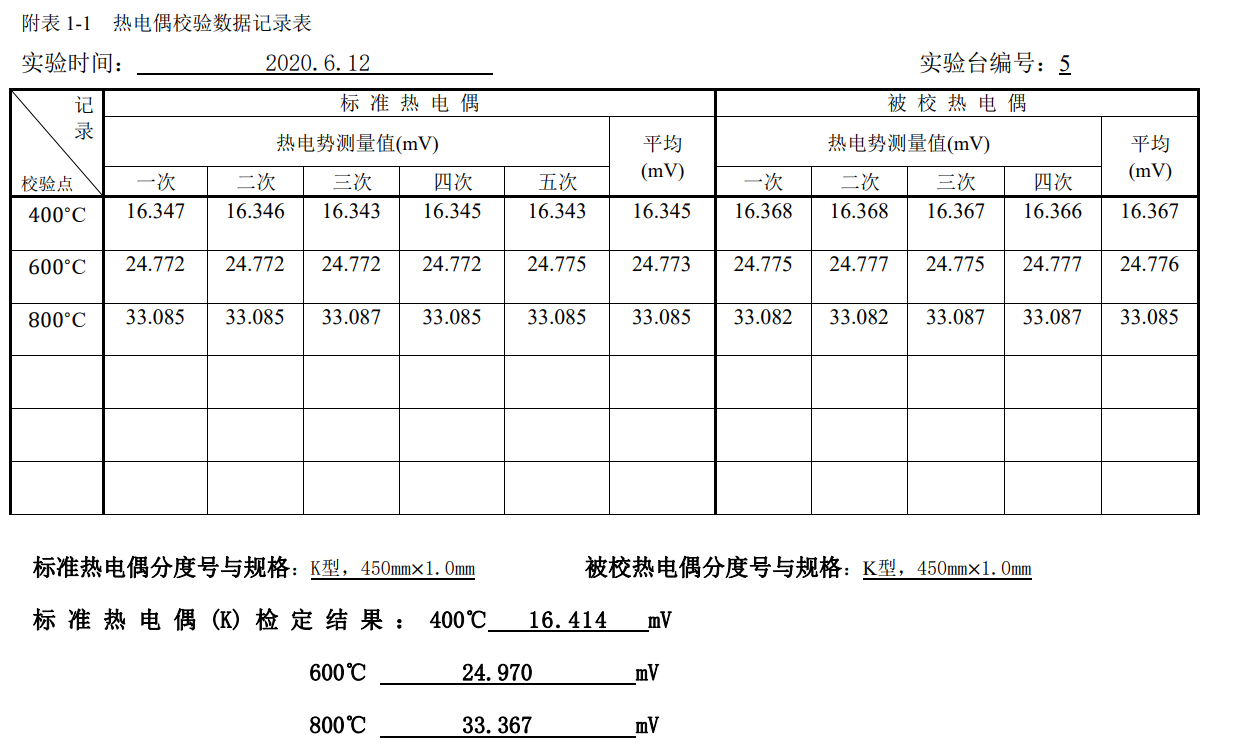 附表 1-1 热电偶校验数据记录表
实验时间： 2020.6.12 实验台编号：5
记录 标 准 热 电 偶 被 校 热 电 偶
热电势测量值(mV) 平均(mV) 热电势测量值(mV) 平均(mV)
校验点 一次 二次 三次 四次 五次 一次 二次 三次 四次
400°C 16.347 16.346 16.343 16.345 16.343 16.345 16.368 16.368 16.367 16.366 16.367
600°C 24.772 24.772 24.772 24.772 24.775 24.773 24.775 24.777 24.775 24.777 24.776
800°C 33.085 33.085 33.087 33.085 33.085 33.085 33.082 33.082 33.087 33.087 33.085
标准热电偶分度号与规格：K型，450mm×1.0mm 被校热电偶分度号与规格：K型，450mm×1.0mm
标 准 热 电 偶 (K) 检 定 结 果 ： 400℃ 16.414 mV
600℃ 24.970 mV
800℃ 33.367 mV